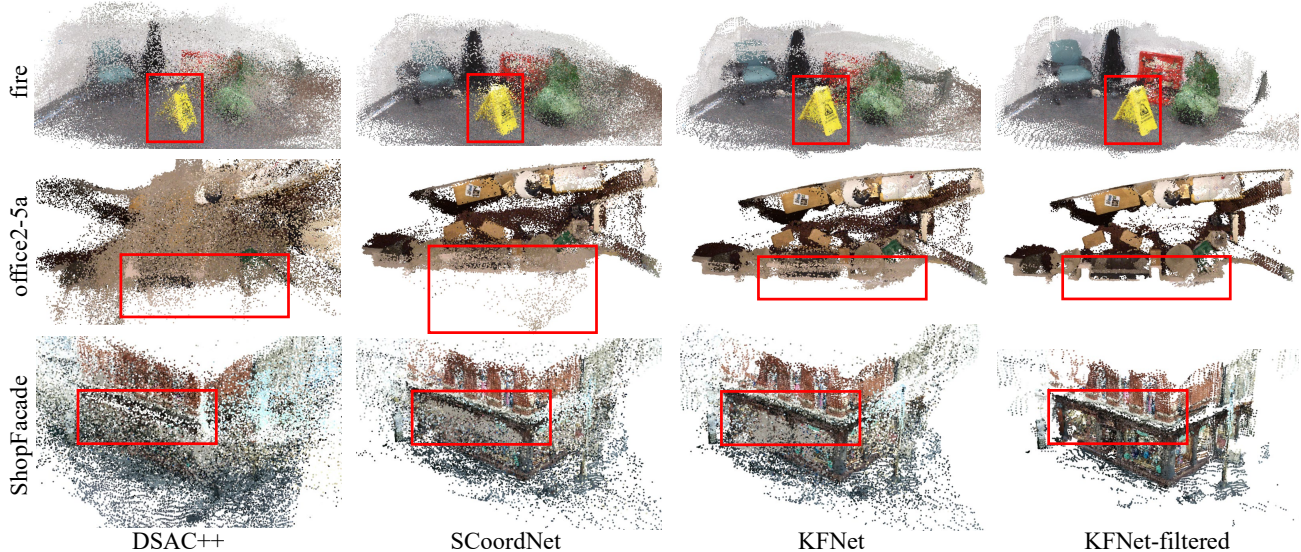 fire
office2-5a
ShopFacade
DSAC++
SCoordNet
KFNet
KFNet-filtered